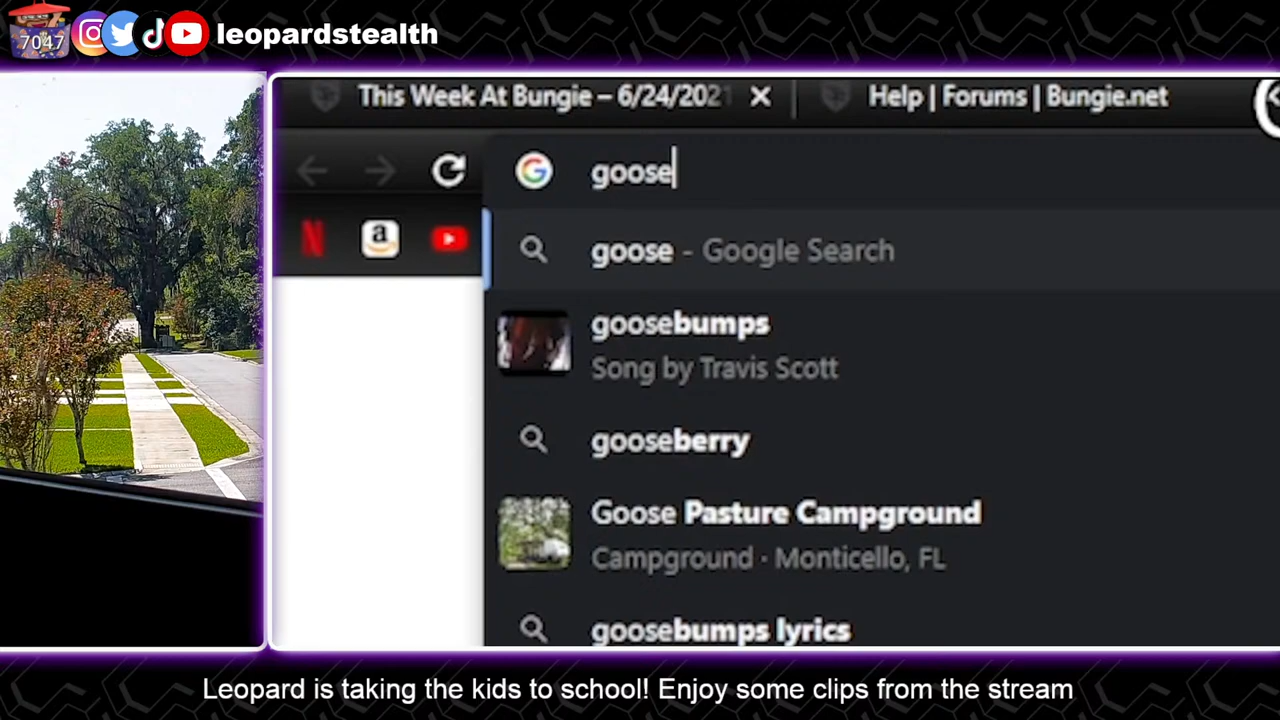 7047
leopardstealth
This Week At Bungie – 6/24/2021
Help | Forums | Bungie.net
goose
goose - Google Search
goosebumps
Song by Travis Scott
gooseberry
Goose Pasture Campground
Campground · Monticello, FL
goosebumps lyrics
Leopard is taking the kids to school! Enjoy some clips from the stream